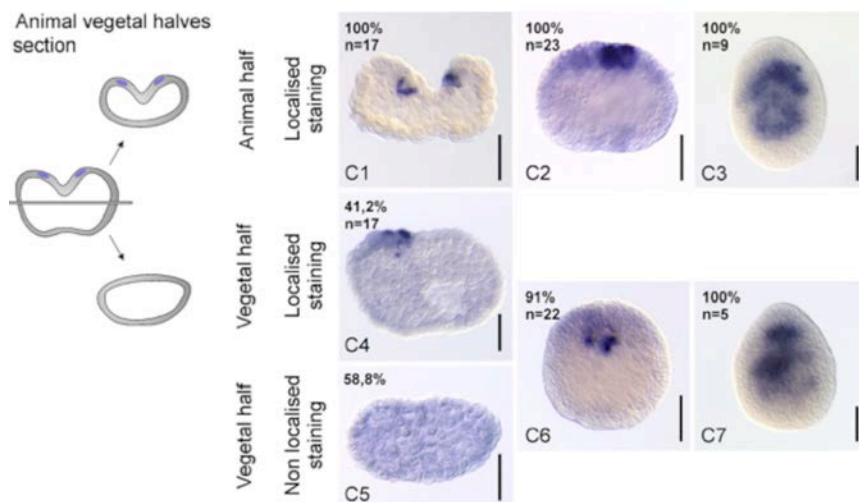 Animal vegetal halves
section
Animal half
Localised
staining
100%
n=17
C1
100%
n=23
C2
100%
n=9
C3
Vegetal half
Localised
staining
41,2%
n=17
C4
Vegetal half
Non localised
staining
58,8%
C5
91%
n=22
C6
100%
n=5
C7